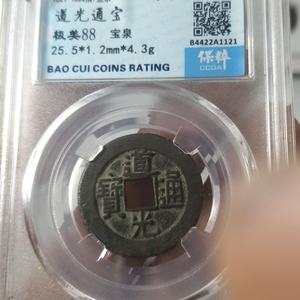 道光通宝
极美88 宝泉
25.5*1.2mm*4.3g
BAO CUI COINS RATING
B4422A1121
保粹
CCGA
道光通寶